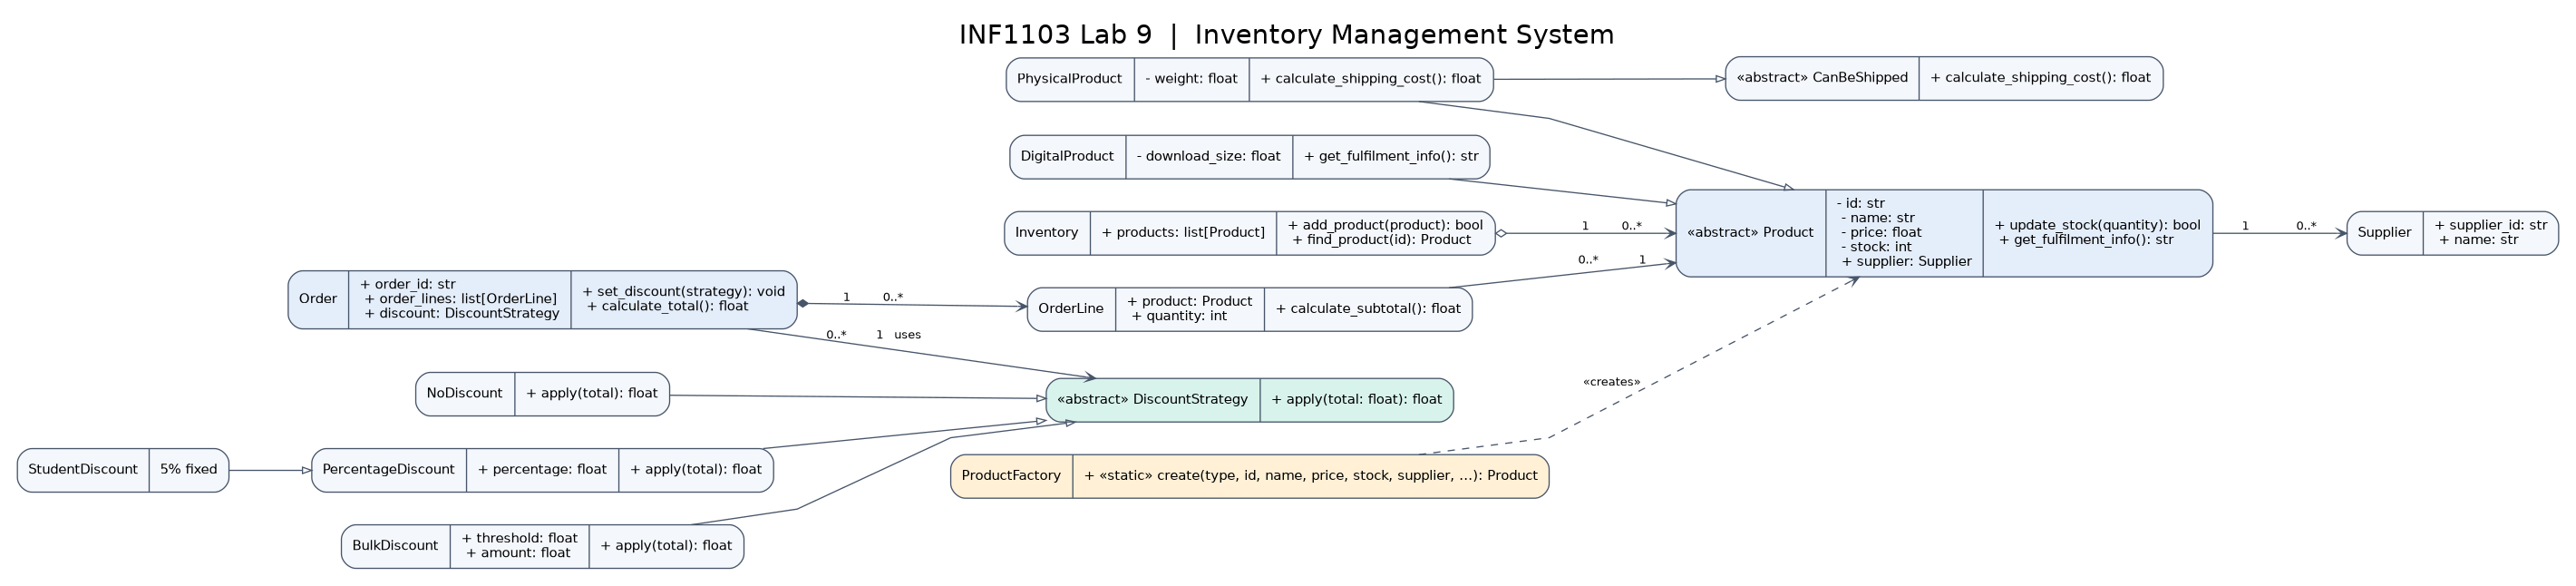 INF1103 Lab 9 | Inventory Management System
PhysicalProduct
- weight: float
+ calculate_shipping_cost(): float
«abstract» CanBeShipped
+ calculate_shipping_cost(): float
DigitalProduct
- download_size: float
+ get_fulfilment_info(): str
Inventory
+ products: list[Product]
+ add_product(product): bool
+ find_product(id): Product
1
0..*
«abstract» Product
- id: str
- name: str
- price: float
- stock: int
+ supplier: Supplier
+ update_stock(quantity): bool
+ get_fulfilment_info(): str
1
0..*
Supplier
+ supplier_id: str
+ name: str
Order
+ order_id: str
+ order_lines: list[OrderLine]
+ discount: DiscountStrategy
+ set_discount(strategy): void
+ calculate_total(): float
1
0..*
OrderLine
+ product: Product
+ quantity: int
+ calculate_subtotal(): float
0..*
1
0..*
1 uses
NoDiscount
+ apply(total): float
«abstract» DiscountStrategy
+ apply(total: float): float
«creates»
StudentDiscount
5% fixed
PercentageDiscount
+ percentage: float
+ apply(total): float
ProductFactory
+ «static» create(type, id, name, price, stock, supplier, ...): Product
BulkDiscount
+ threshold: float
+ amount: float
+ apply(total): float